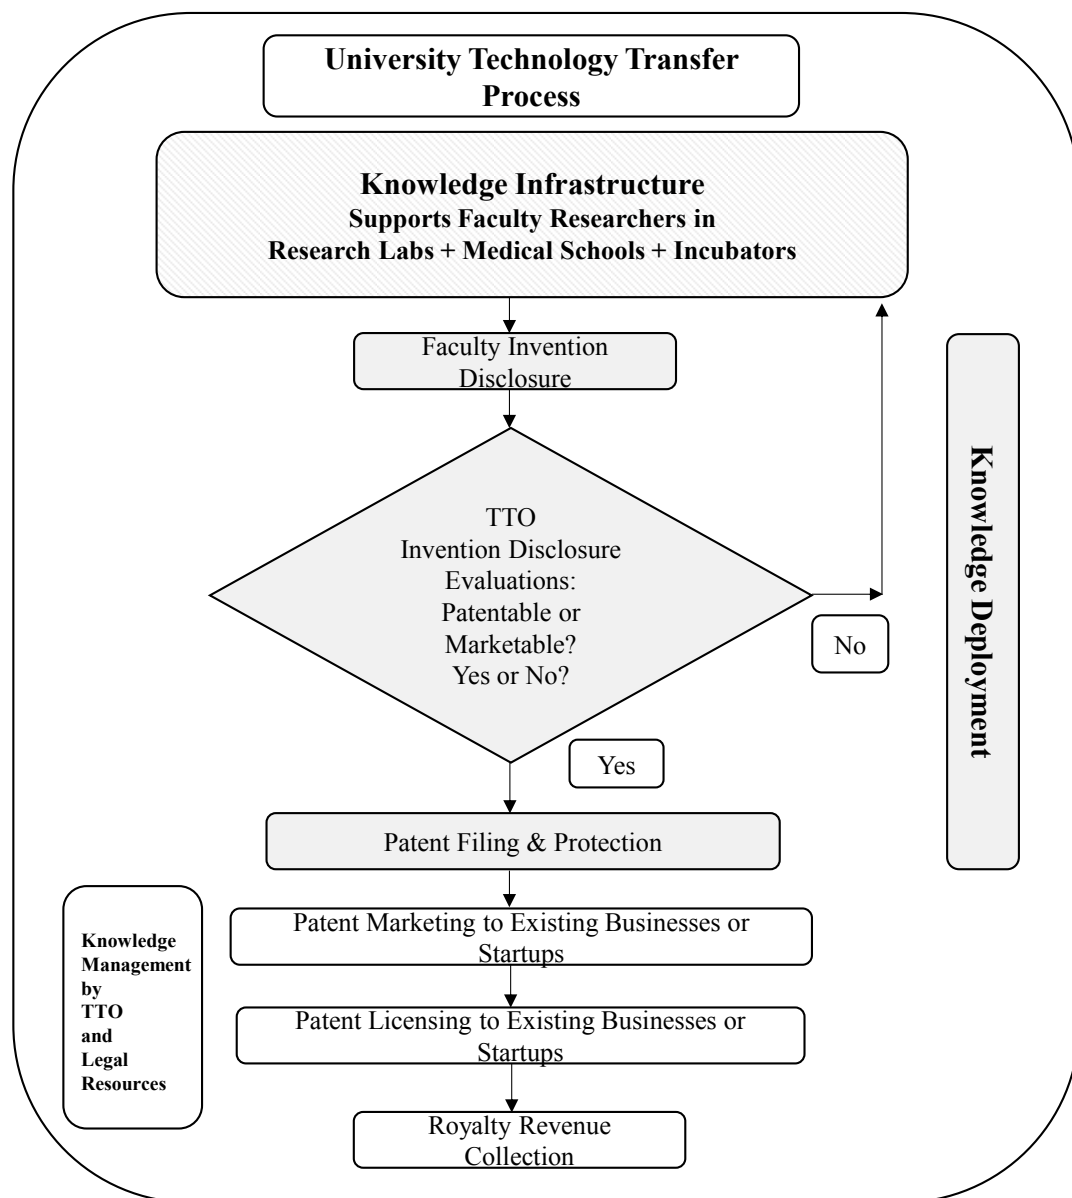 University Technology Transfer
Process
Knowledge Infrastructure
Supports Faculty Researchers in
Research Labs + Medical Schools + Incubators
Faculty Invention
Disclosure
TTO
Invention Disclosure
Evaluations:
Patentable or
Marketable?
Yes or No?
No
Yes
Knowledge Deployment
Patent Filing & Protection
Patent Marketing to Existing Businesses or
Startups
Patent Licensing to Existing Businesses or
Startups
Royalty Revenue
Collection
Knowledge
Management
by
TTO
and
Legal
Resources